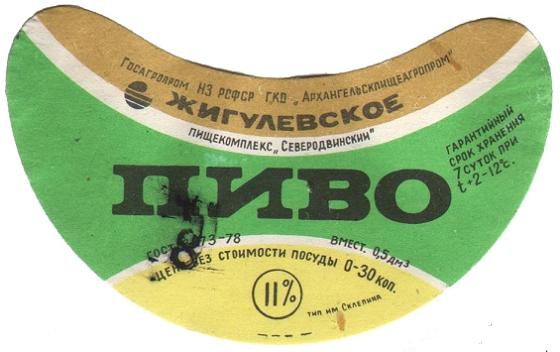 ГОСАГРОПРОМ НЗ РСФСР ГКО „АРХАНГЕЛЬСКПИЩЕАГРОПРОМ"
ЖИГУЛЕВСКОЕ
ПИЩЕКОМПЛЕКС „СЕВЕРОДВИНСКИЙ"
ПИВО
ГАРАНТИЙНЫЙ
СРОК ХРАНЕНИЯ
7 СУТОК ПРИ
t+2-12°С.
ГОСТ 73-78
ВМЕСТ. 0,5 дм³
ЦЕНА БЕЗ СТОИМОСТИ ПОСУДЫ 0-30 КОП.
11%
ТИП ИМ СКЛЕПИНА
8